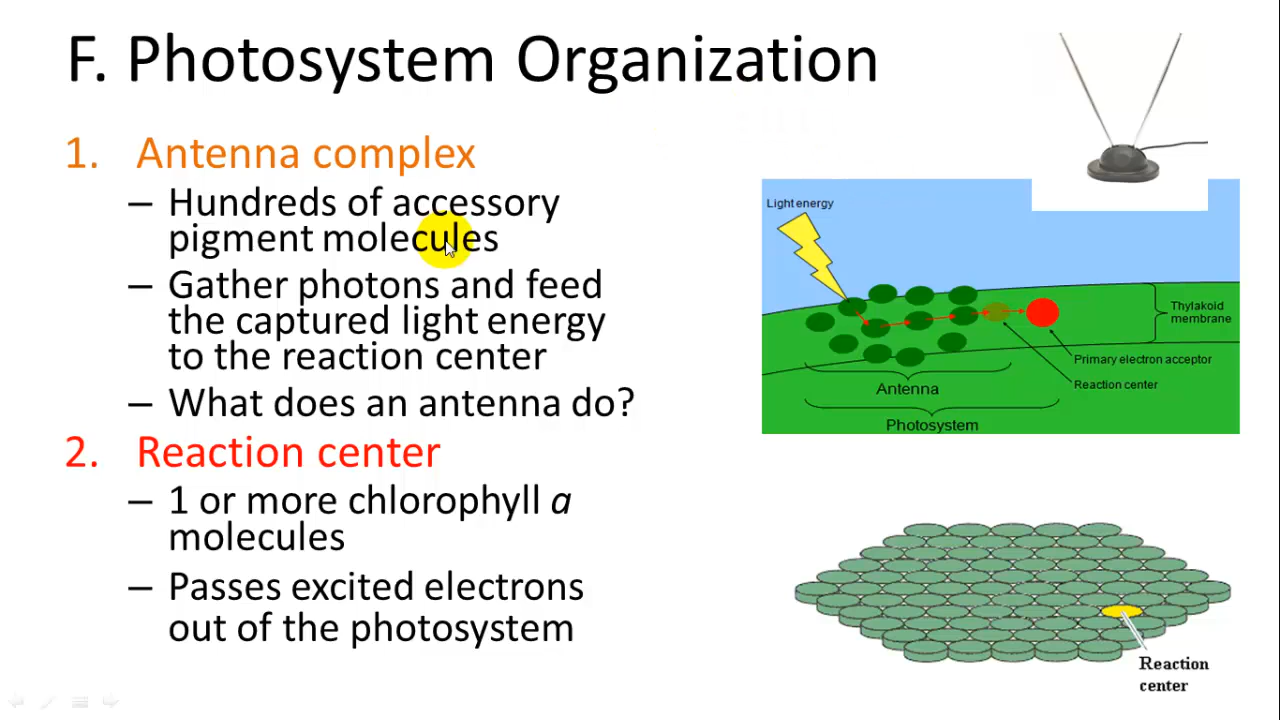 F. Photosystem Organization
1. Antenna complex
– Hundreds of accessory
pigment molecules
– Gather photons and feed
the captured light energy
to the reaction center
– What does an antenna do?
2. Reaction center
– 1 or more chlorophyll a
molecules
– Passes excited electrons
out of the photosystem
Light energy
Thylakoid
membrane
Primary electron acceptor
Reaction center
Antenna
Photosystem
Reaction
center